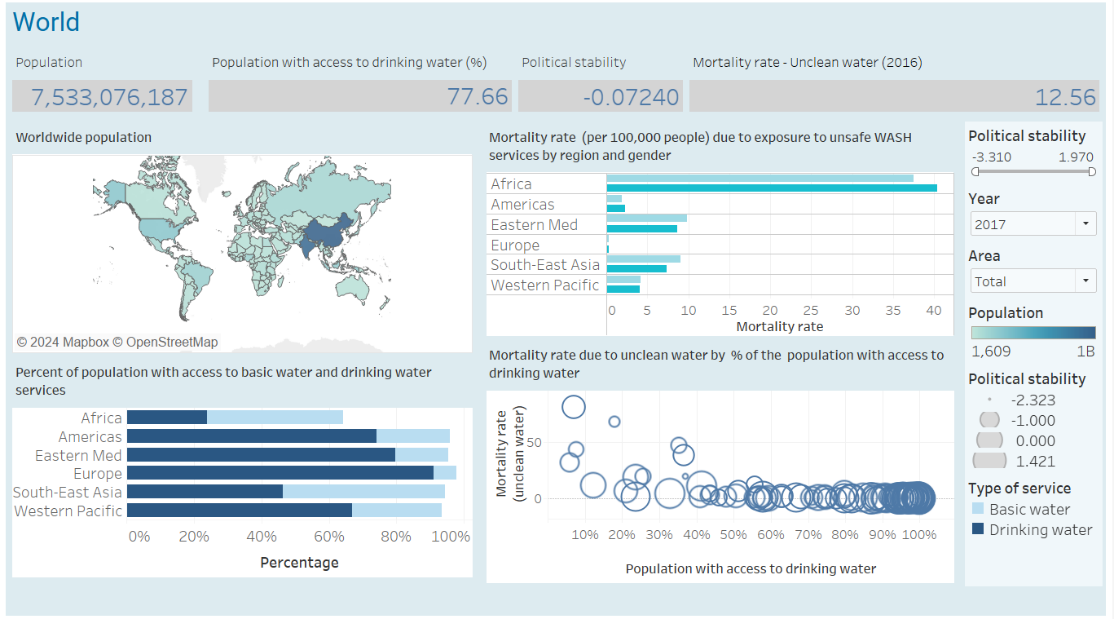 World
Population
Population with access to drinking water (%)
Political stability
Mortality rate - Unclean water (2016)
7,533,076,187
77.66
-0.07240
12.56
Worldwide population
© 2024 Mapbox © OpenStreetMap
Mortality rate (per 100,000 people) due to exposure to unsafe WASH
services by region and gender
Africa
Americas
Eastern Med
Europe
South-East Asia
Western Pacific
0 5 10 15 20 25 30 35 40
Mortality rate
Percent of population with access to basic water and drinking water
services
Africa
Americas
Eastern Med
Europe
South-East Asia
Western Pacific
0% 20% 40% 60% 80% 100%
Percentage
Mortality rate due to unclean water by % of the population with access to
drinking water
Mortality rate
(unclean water)
50
0
10% 20% 30% 40% 50% 60% 70% 80% 90% 100%
Population with access to drinking water
Political stability
-3.310 1.970
Year
2017
Area
Total
Population
1,609 1B
Political stability
-2.323
-1.000
0.000
1.421
Type of service
Basic water
Drinking water